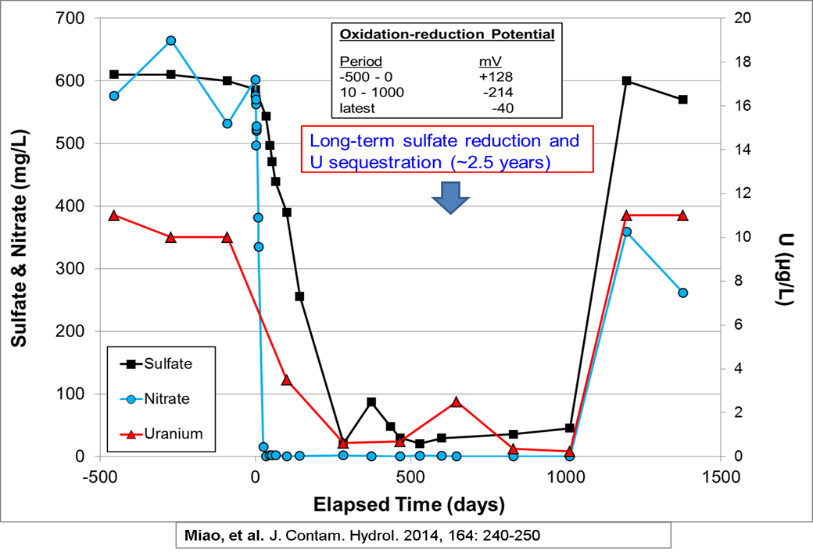 700
600
500
400
300
200
100
0
Sulfate & Nitrate (mg/L)
20
18
16
14
12
10
8
6
4
2
0
U (µg/L)
Oxidation-reduction Potential
Period mV
-500 - 0 +128
10 - 1000 -214
latest -40
Long-term sulfate reduction and
U sequestration (~2.5 years)
Sulfate
Nitrate
Uranium
-500 0 500 1000 1500
Elapsed Time (days)
Miao, et al. J. Contam. Hydrol. 2014, 164: 240-250